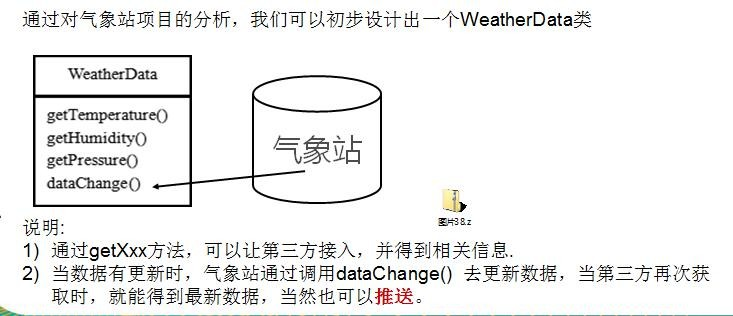 通过对气象站项目的分析，我们可以初步设计出一个WeatherData类
WeatherData
getTemperature()
getHumidity()
getPressure()
dataChange()
气象站
图片3&.z
说明:
1) 通过getXxx方法，可以让第三方接入，并得到相关信息.
2) 当数据有更新时，气象站通过调用dataChange() 去更新数据，当第三方再次获
取时，就能得到最新数据，当然也可以推送。